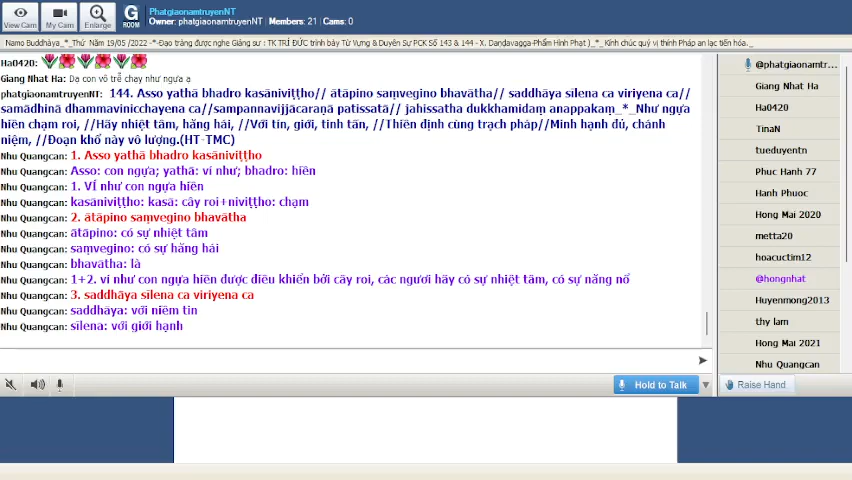 PhatgiaonamtruyenNT
Owner: phatgiaonamtruyenNT | Members: 21 | Cams: 0
View Cam
My Cam
Enlarge
G
ROOM
Namo Buddhàya_*_Thứ Năm 19/05 /2022 -*-Đạo tràng được nghe Giảng sư : TK TRÍ ĐỨC trình bày Từ Vựng & Duyên Sự PCK Số 143 & 144 - X. Daṇḍavagga-Phẩm Hình Phạt )_*_ Kính chúc quý vị thính Pháp an lạc tiến hóa._
Ha0420:
Giang Nhat Ha: Dạ con vô trễ chay như ngựa ạ
phatgiaonamtruyenNT: 144. Asso yathā bhadro kasāniviṭṭho// ātāpino saṃvegino bhavātha// saddhāya sīlena ca viriyena ca//
samādhinā dhammavinicchayena ca//sampannavijjācaraṇā patissatā// jahissatha dukkhamidaṃ anappakaṃ_*_Như ngựa
hiền chạm roi, //Hãy nhiệt tâm, hăng hái, //Với tín, giới, tinh tấn, //Thiền định cùng trạch pháp//Minh hạnh đủ, chánh
niệm, //Đoạn khổ này vô lượng.(HT-TMC)
Nhu Quangcan: 1. Asso yathā bhadro kasāniviṭṭho
Nhu Quangcan: Asso: con ngựa; yathā: ví như; bhadro: hiền
Nhu Quangcan: 1. Ví như con ngựa hiền
Nhu Quangcan: kasāniviṭṭho: kasā: cây roi+niviṭṭho: chạm
Nhu Quangcan: 2. ātāpino saṃvegino bhavātha
Nhu Quangcan: ātāpino: có sự nhiệt tâm
Nhu Quangcan: saṃvegino: có sự hăng hái
Nhu Quangcan: bhavātha: là
Nhu Quangcan: 1+2. ví như con ngựa hiền được điều khiển bởi cây roi, các ngươi hãy có sự nhiệt tâm, có sự năng nổ
Nhu Quangcan: 3. saddhāya sīlena ca viriyena ca
Nhu Quangcan: saddhāya: với niềm tin
Nhu Quangcan: sīlena: với giới hạnh
Hold to Talk
@phatgiaonamtr...
Giang Nhat Ha
Ha0420
TinaN
tueduyentn
Phuc Hanh 77
Hanh Phuoc
Hong Mai 2020
metta20
hoacuctim12
@hongnhat
Huyenmong2013
thy lam
Hong Mai 2021
Nhu Quangcan
Raise Hand